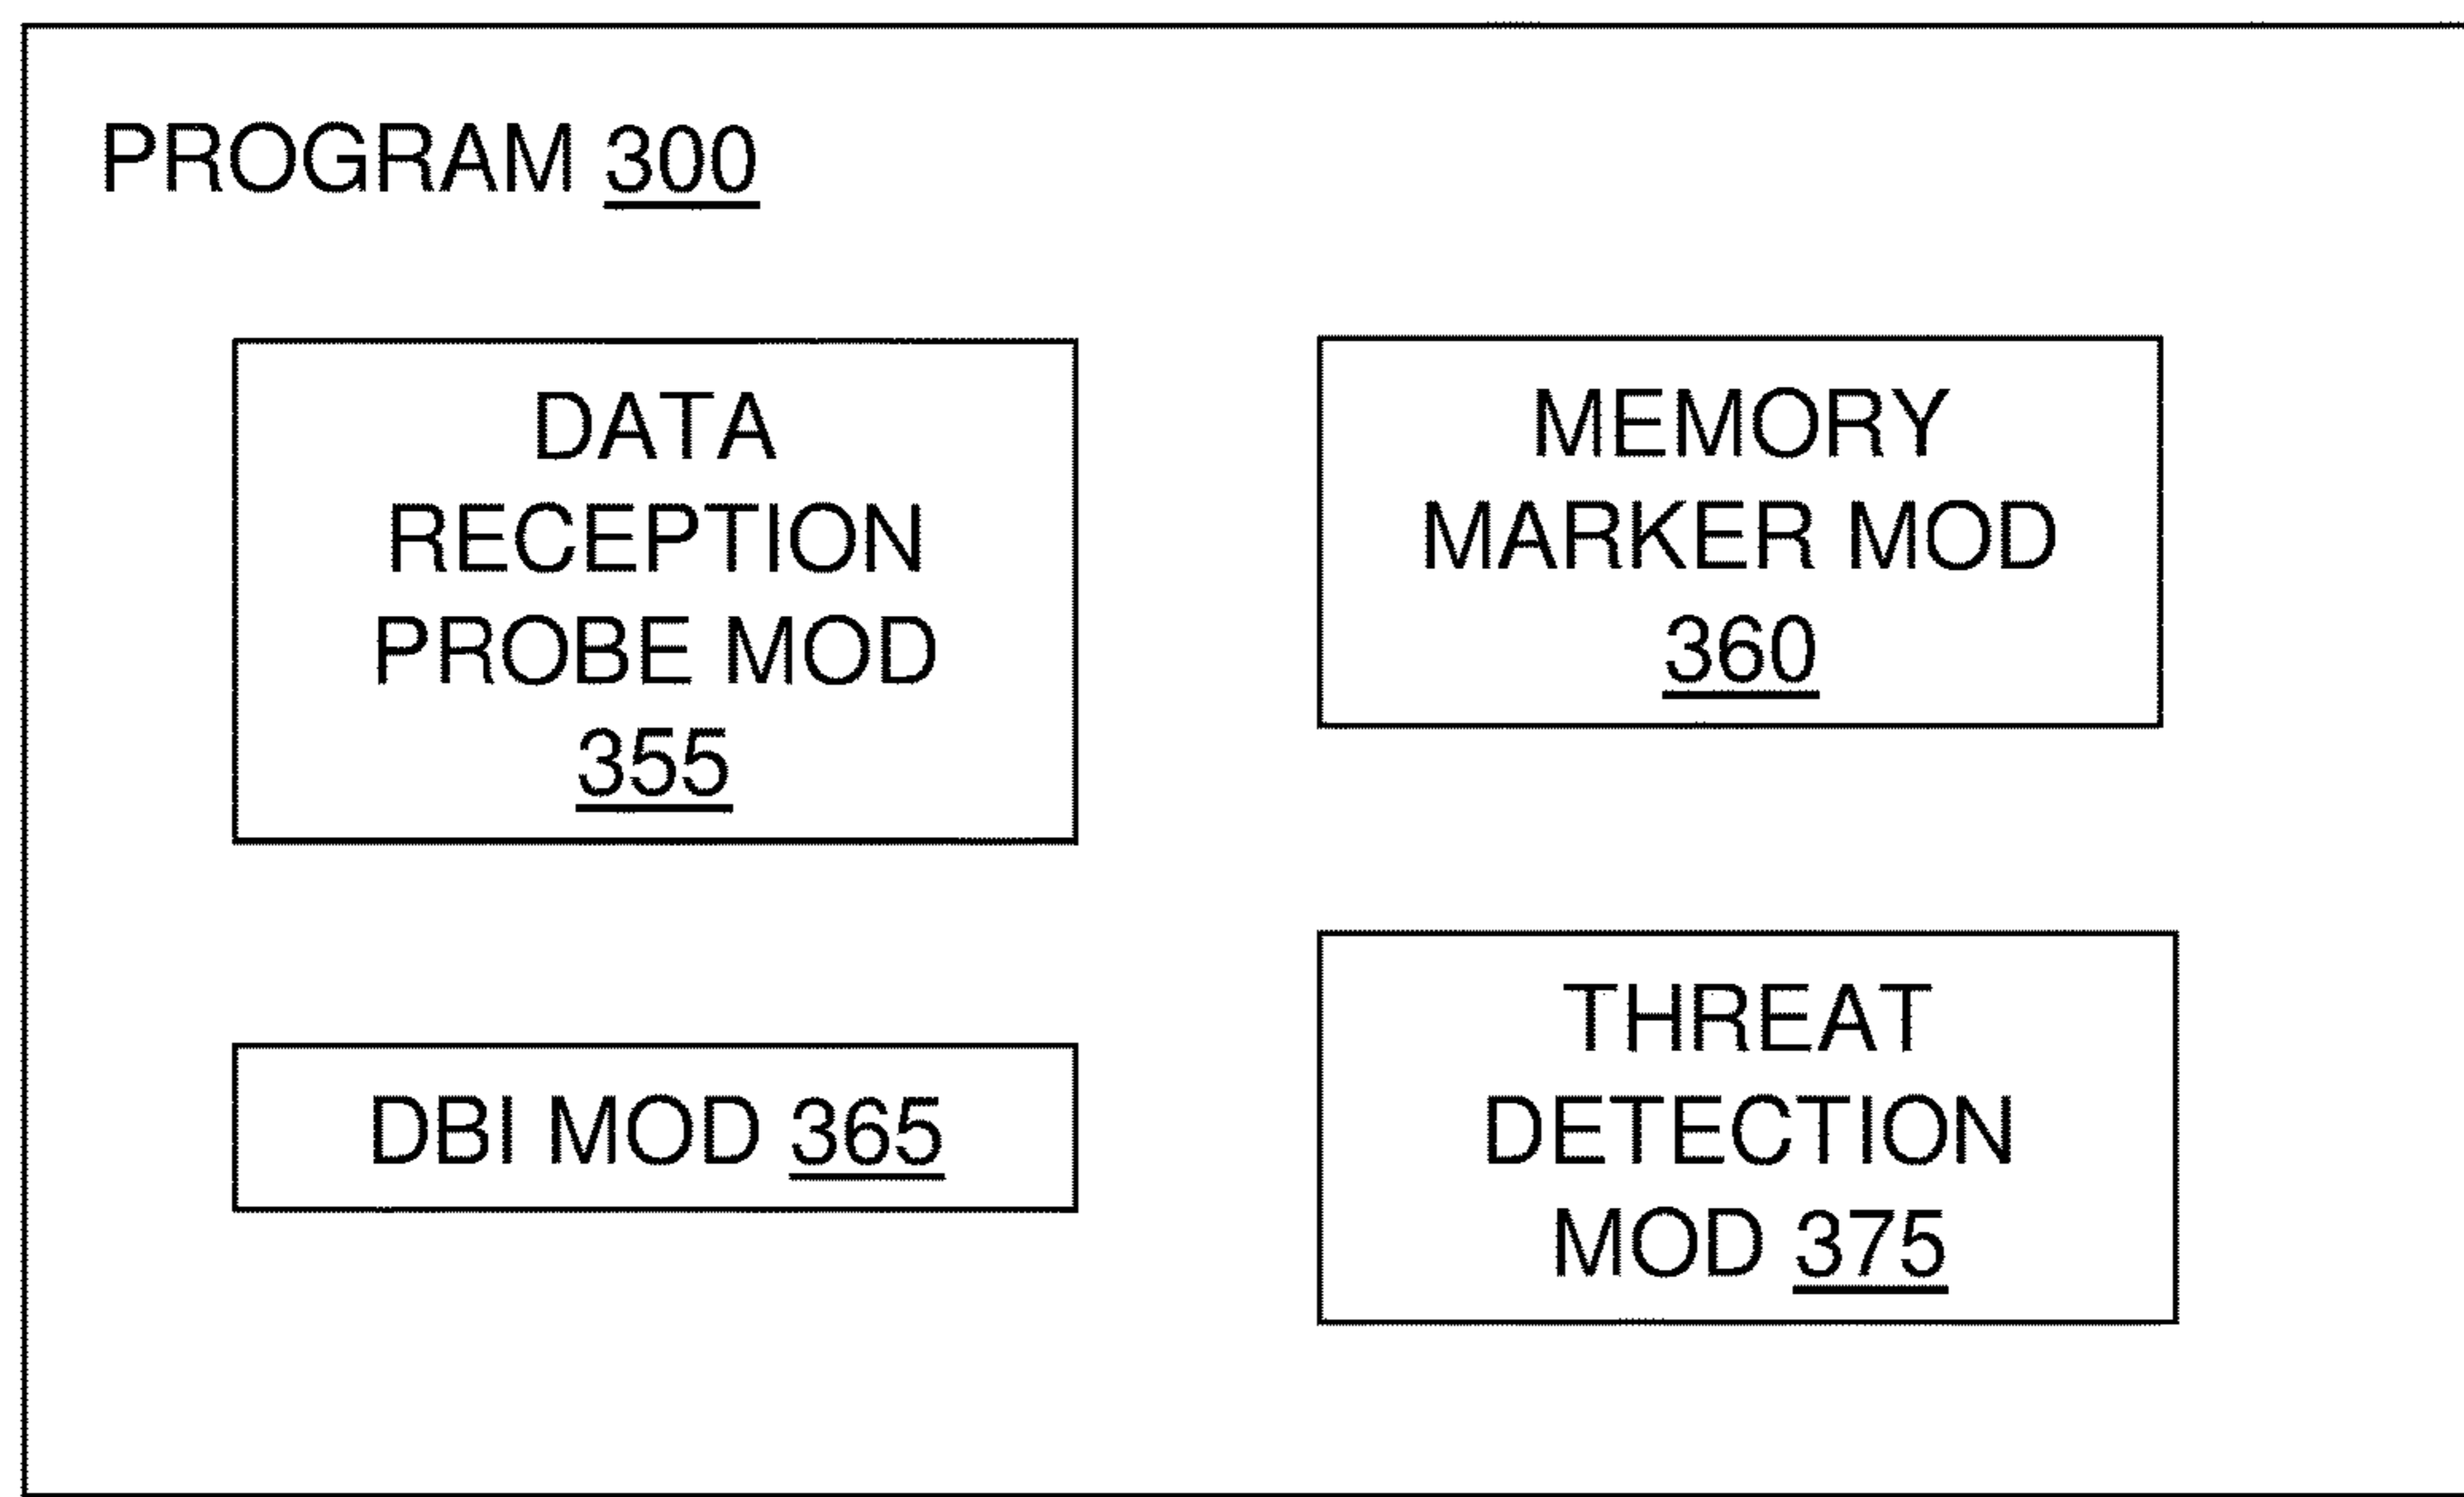 PROGRAM 300
DATA
RECEPTION
PROBE MOD
355
MEMORY
MARKER MOD
360
DBI MOD 365
THREAT
DETECTION
MOD 375